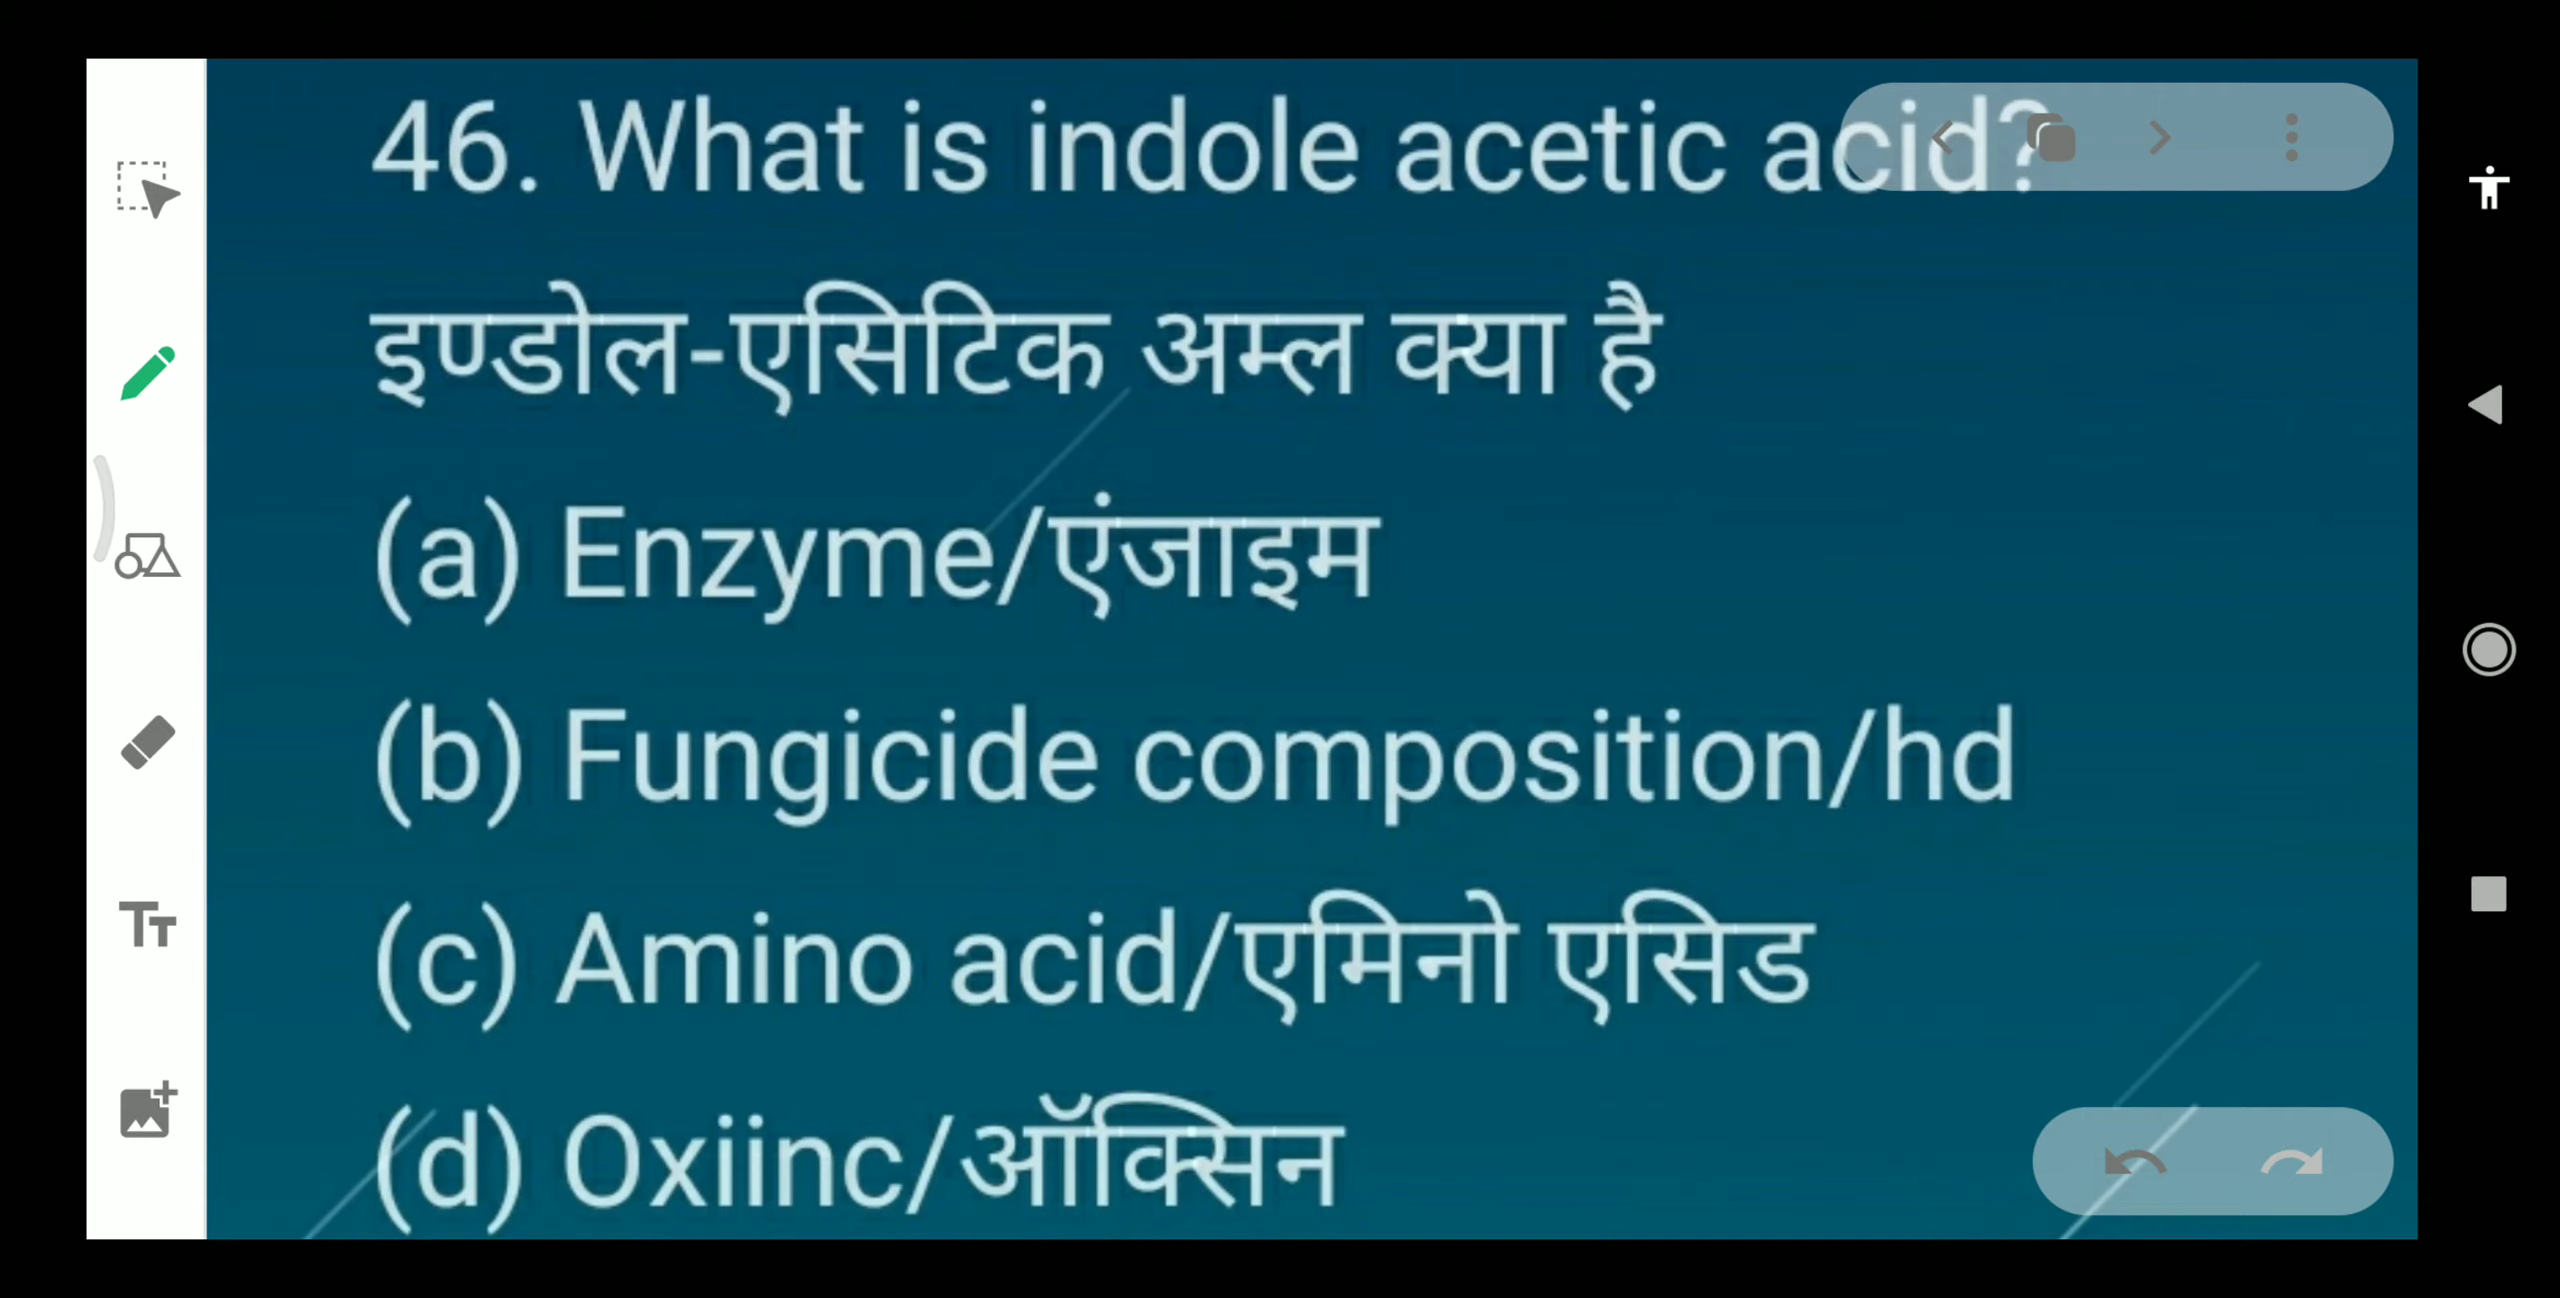 46. What is indole acetic acid?
इण्डोल-एसिटिक अम्ल क्या है
(a) Enzyme/एंजाइम
(b) Fungicide composition/hd
(c) Amino acid/एमिनो एसिड
(d) Oxiinc/ऑक्सिन